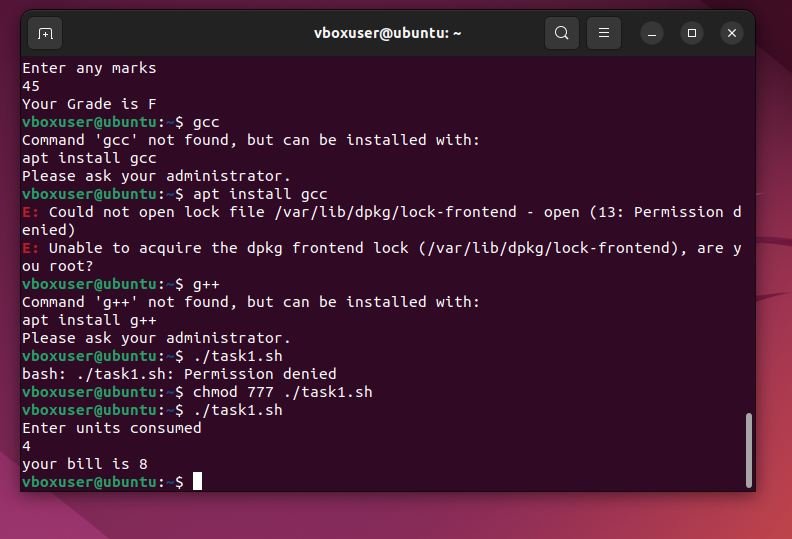 vboxuser@ubuntu: ~
Enter any marks
45
Your Grade is F
vboxuser@ubuntu:~$ gcc
Command 'gcc' not found, but can be installed with:
apt install gcc
Please ask your administrator.
vboxuser@ubuntu:~$ apt install gcc
E: Could not open lock file /var/lib/dpkg/lock-frontend - open (13: Permission d
enied)
E: Unable to acquire the dpkg frontend lock (/var/lib/dpkg/lock-frontend), are y
ou root?
vboxuser@ubuntu:~$ g++
Command 'g++' not found, but can be installed with:
apt install g++
Please ask your administrator.
vboxuser@ubuntu:~$ ./task1.sh
bash: ./task1.sh: Permission denied
vboxuser@ubuntu:~$ chmod 777 ./task1.sh
vboxuser@ubuntu:~$ ./task1.sh
Enter units consumed
4
your bill is 8
vboxuser@ubuntu:~$